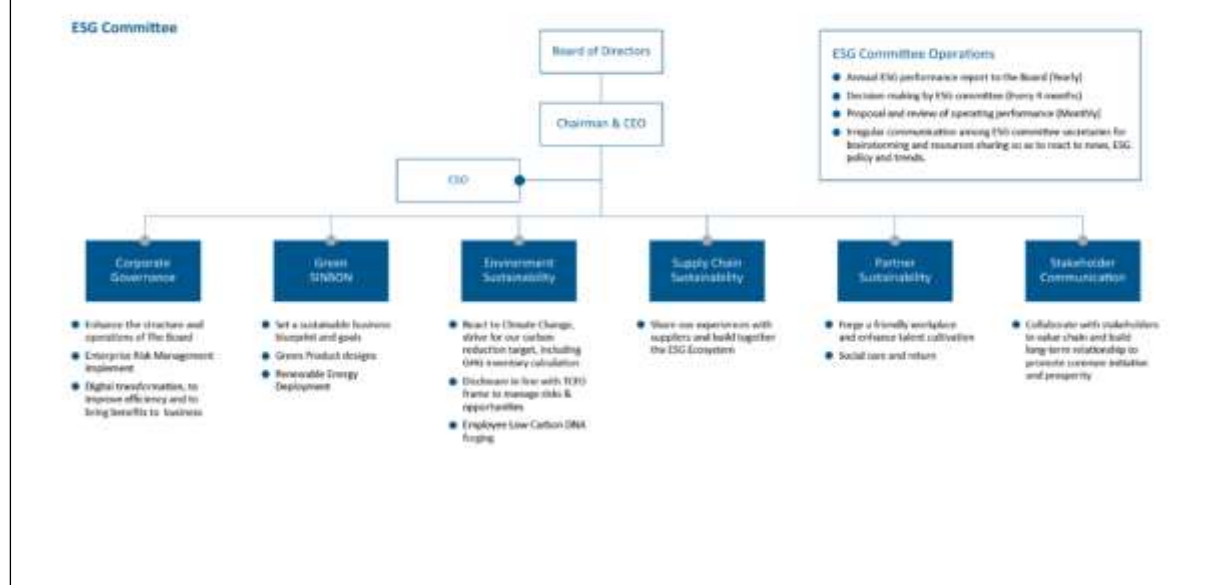 ESG Committee
Board of Directors
Chairman & CEO
CSO
ESG Committee Operations
Annual ESG performance report to the Board (Yearly)
Decision making by ESG committee (Every 4 months)
Proposal and review of operating performance (Monthly)
Irregular communication among ESG committee secretaries for
brainstorming and resources sharing so as to react to news, ESG
policy and trends.
Corporate
Governance
Enhance the structure and
operations of The Board
Enterprise Risk Management
implement
Digital transformation, to
improve efficiency and to
bring benefits to business
Green
SINBON
Set a sustainable business
blueprint and goals
Green Product designs
Renewable Energy
Deployment
Environment
Sustainability
React to Climate Change,
strive for our carbon
reduction target, including
GHG inventory calculation
Disclosure in line with TCFD
frame to manage risks &
opportunities
Employee Low Carbon DNA
forging
Supply Chain
Sustainability
Share our experiences with
suppliers and build together
the ESG Ecosystem
Partner
Sustainability
Forge a friendly workplace
and enhance talent cultivation
Social care and return
Stakeholder
Communication
Collaborate with stakeholders
in value chain and build
long-term relationship to
promote common initiative
and prosperity